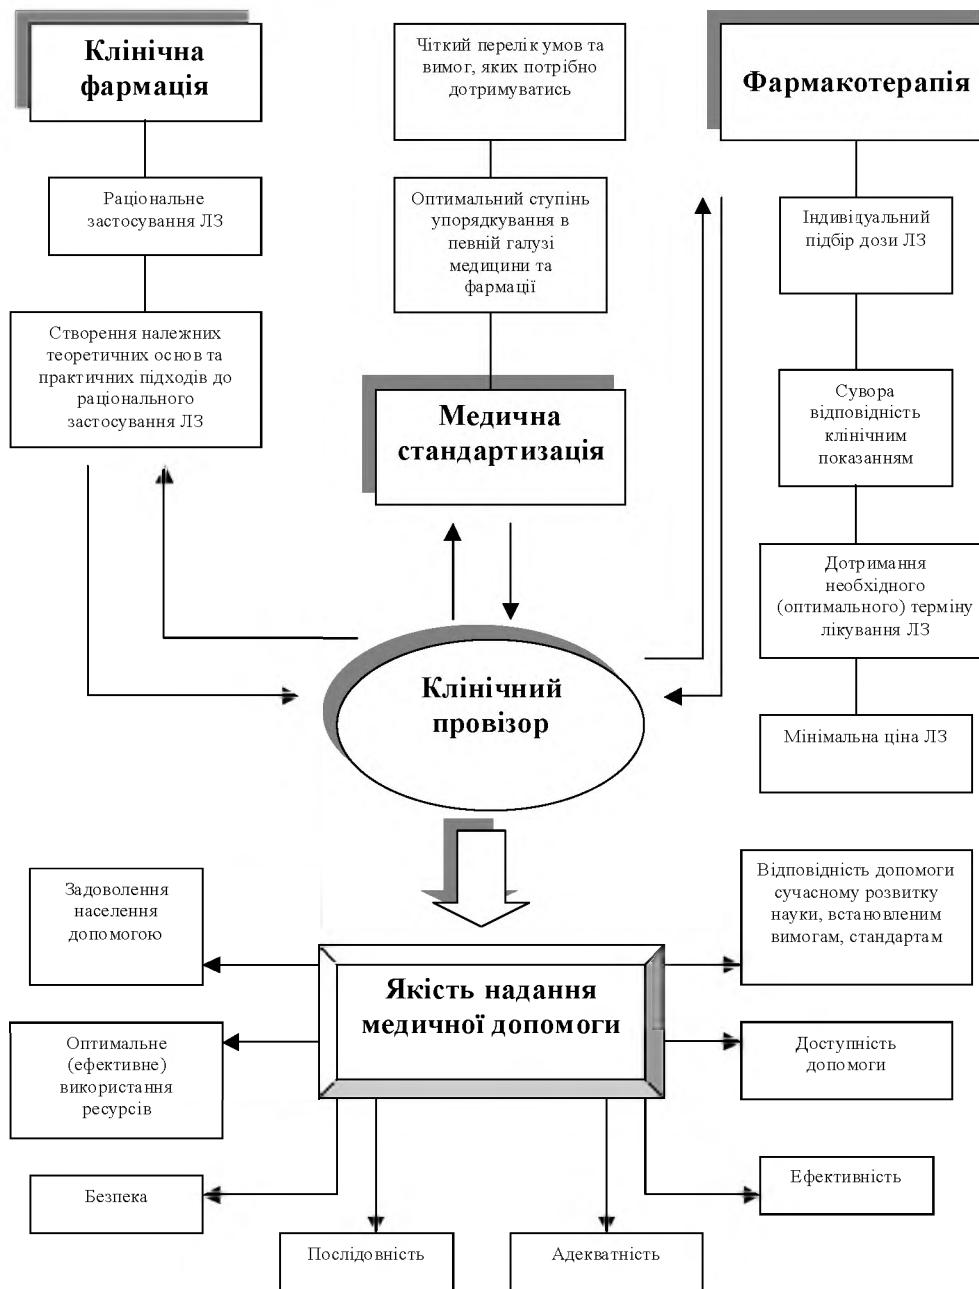 Клінічна
фармація
Раціональне
застосування ЛЗ
Створення належних
теоретичних основ та
практичних підходів до
раціонального
застосування ЛЗ
Чіткий перелік умов та
вимог, яких потрібно
дотримуватись
Оптимальний ступінь
упорядкування в
певній галузі
медицини та
фармації
Медична
стандартизація
Фармакотерапія
Індивідуальний
підбір дози ЛЗ
Сувора
відповідність
клінічним
показанням
Дотримання
необхідного
(оптимального) терміну
лікування ЛЗ
Мінімальна ціна ЛЗ
Клінічний
провізор
Задоволення
населення
допомогою
Оптимальне
(ефективне)
використання
ресурсів
Безпека
Якість надання
медичної допомоги
Відповідність допомоги
сучасному розвитку
науки, встановленим
вимогам, стандартам
Доступність
допомоги
Ефективність
Послідовність
Адекватність